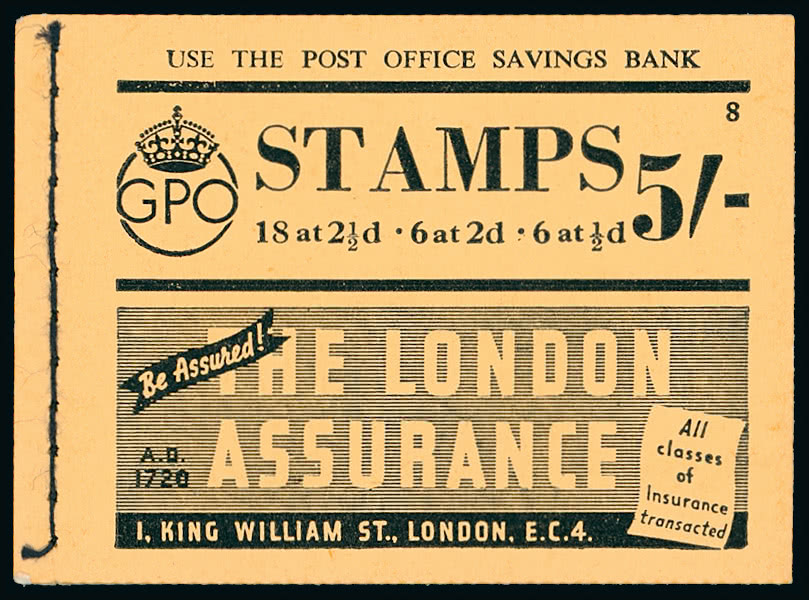 USE THE POST OFFICE SAVINGS BANK
8
GPO
STAMPS 5/-
18 at 2½d · 6 at 2d · 6 at ½d
Be Assured!
THE LONDON
ASSURANCE
A.D.
1720
All
classes
of
Insurance
transacted
1, KING WILLIAM ST., LONDON, E.C.4.